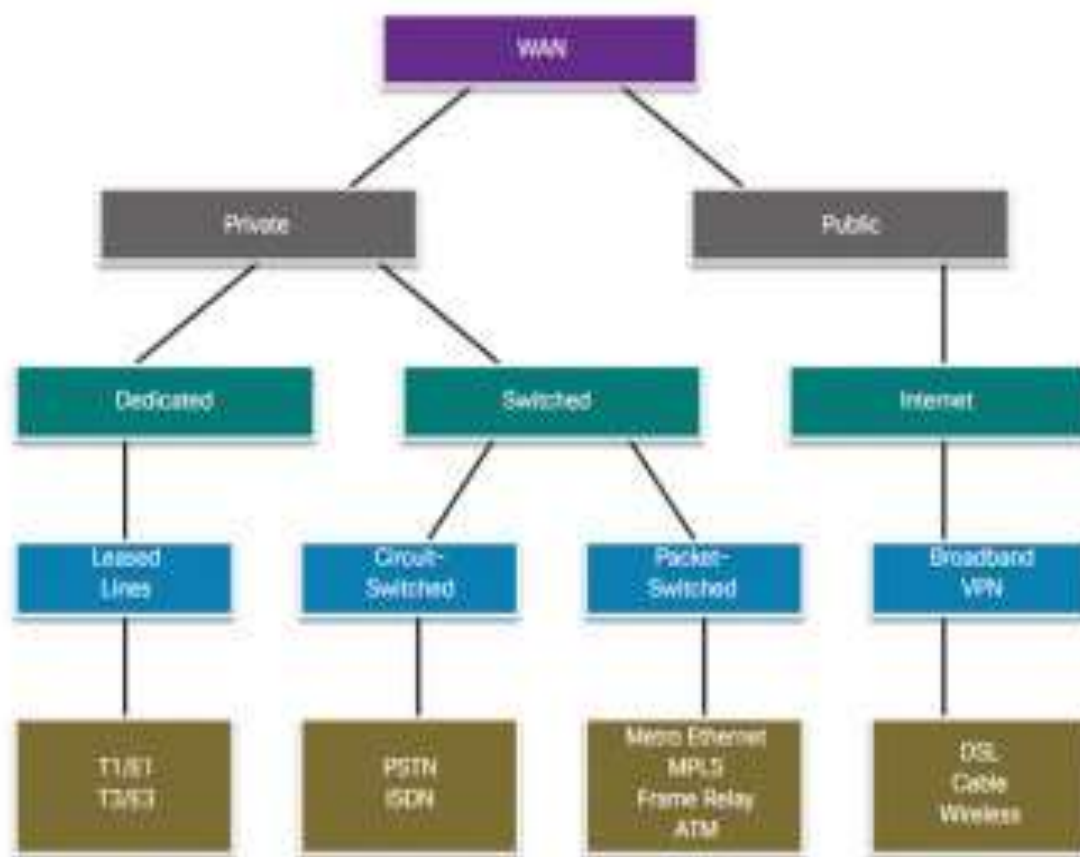 WAN
Private
Public
Dedicated
Switched
Internet
Leased
Lines
Circuit-
Switched
Packet-
Switched
Broadband
VPN
T1/E1
T3/E3
PSTN
ISDN
Metro Ethernet
MPLS
Frame Relay
ATM
DSL
Cable
Wireless